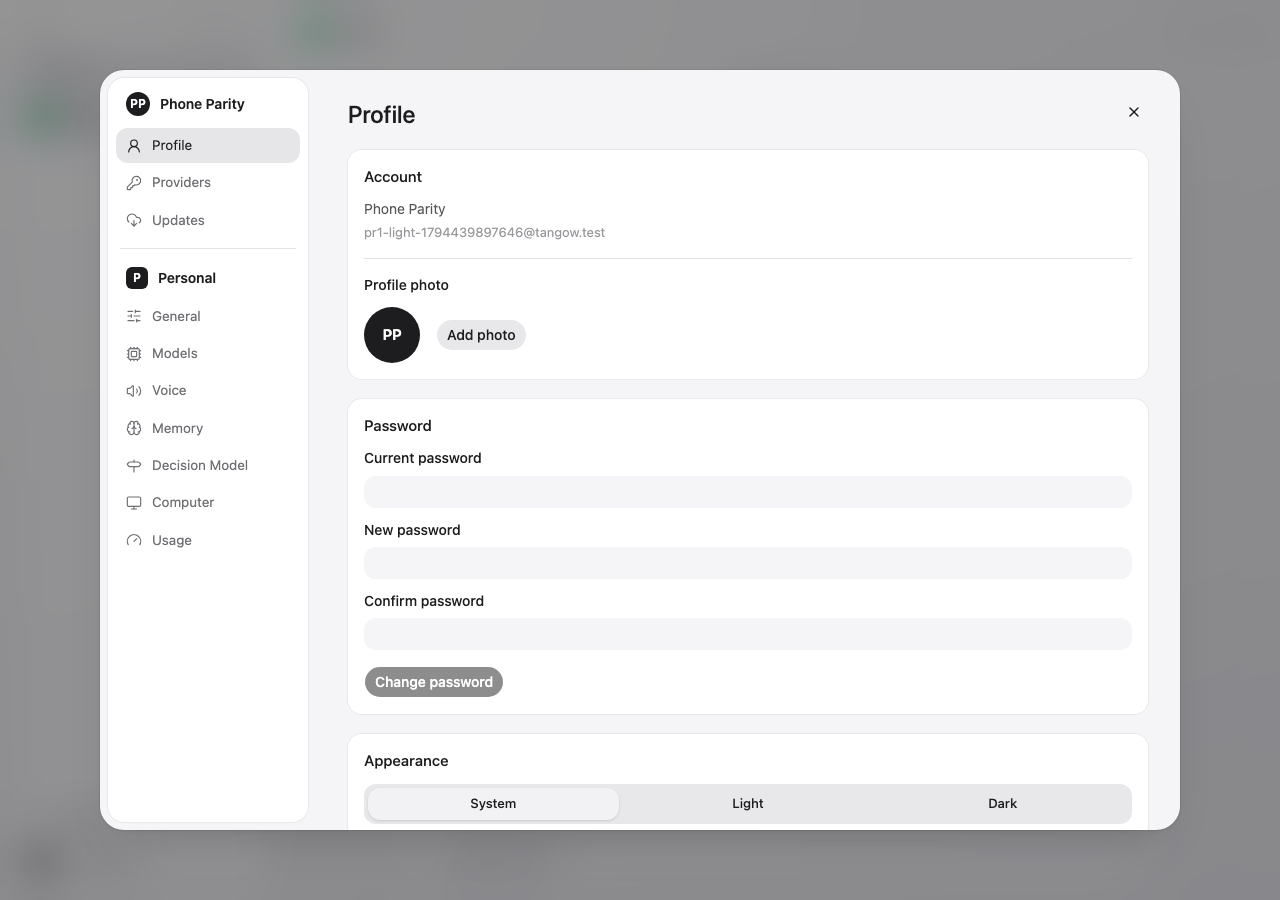 PP Phone Parity
Profile
Providers
Updates
P Personal
General
Models
Voice
Memory
Decision Model
Computer
Usage
Profile
Account
Phone Parity
pr1-light-1794439897646@tangow.test
Profile photo
PP Add photo
Password
Current password
New password
Confirm password
Change password
Appearance
System Light Dark